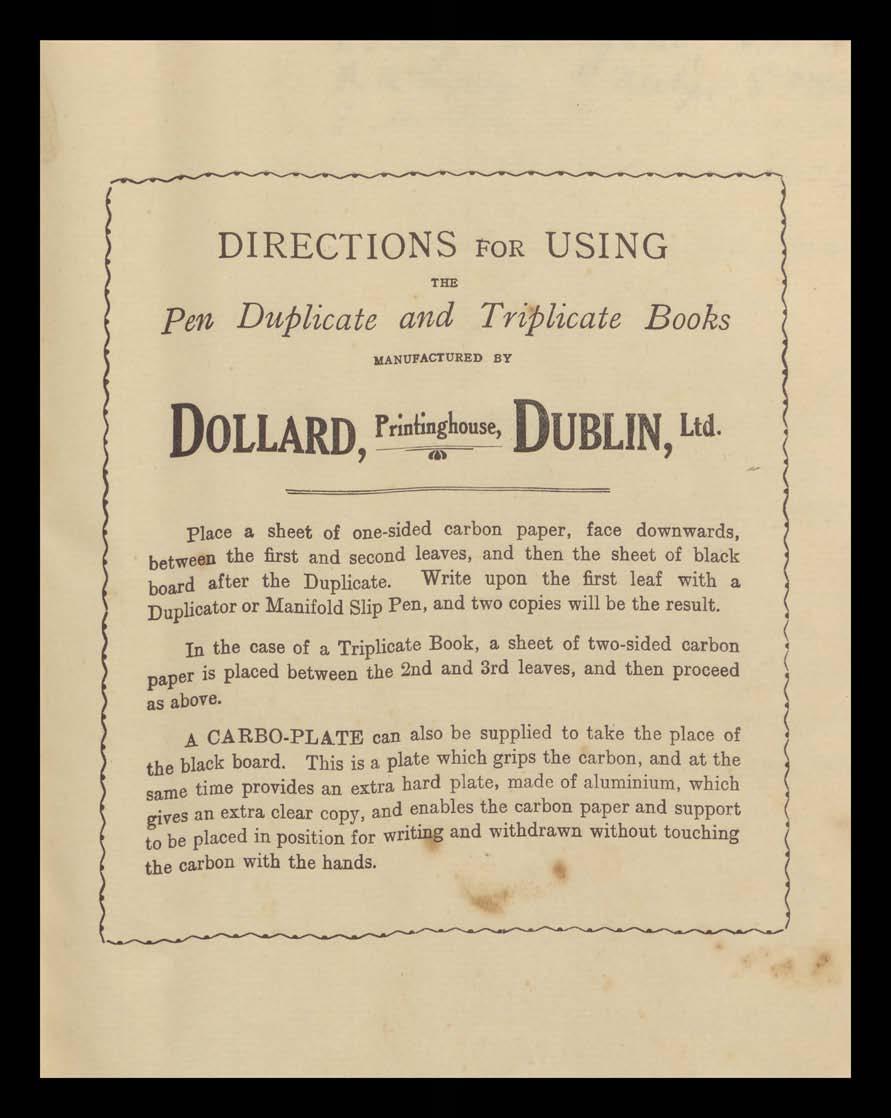 DIRECTIONS FOR USING
THE
Pen Duplicate and Triplicate Books
MANUFACTURED BY
DOLLARD, Printinghouse, DUBLIN, Ltd.
Place a sheet of one-sided carbon paper, face downwards,
between the first and second leaves, and then the sheet of black
board after the Duplicate. Write upon the first leaf with a
Duplicator or Manifold Slip Pen, and two copies will be the result.
In the case of a Triplicate Book, a sheet of two-sided carbon
paper is placed between the 2nd and 3rd leaves, and then proceed
as above.
A CARBO-PLATE can also be supplied to take the place of
the black board. This is a plate which grips the carbon, and at the
same time provides an extra hard plate, made of aluminium, which
gives an extra clear copy, and enables the carbon paper and support
to be placed in position for writing and withdrawn without touching
the carbon with the hands.